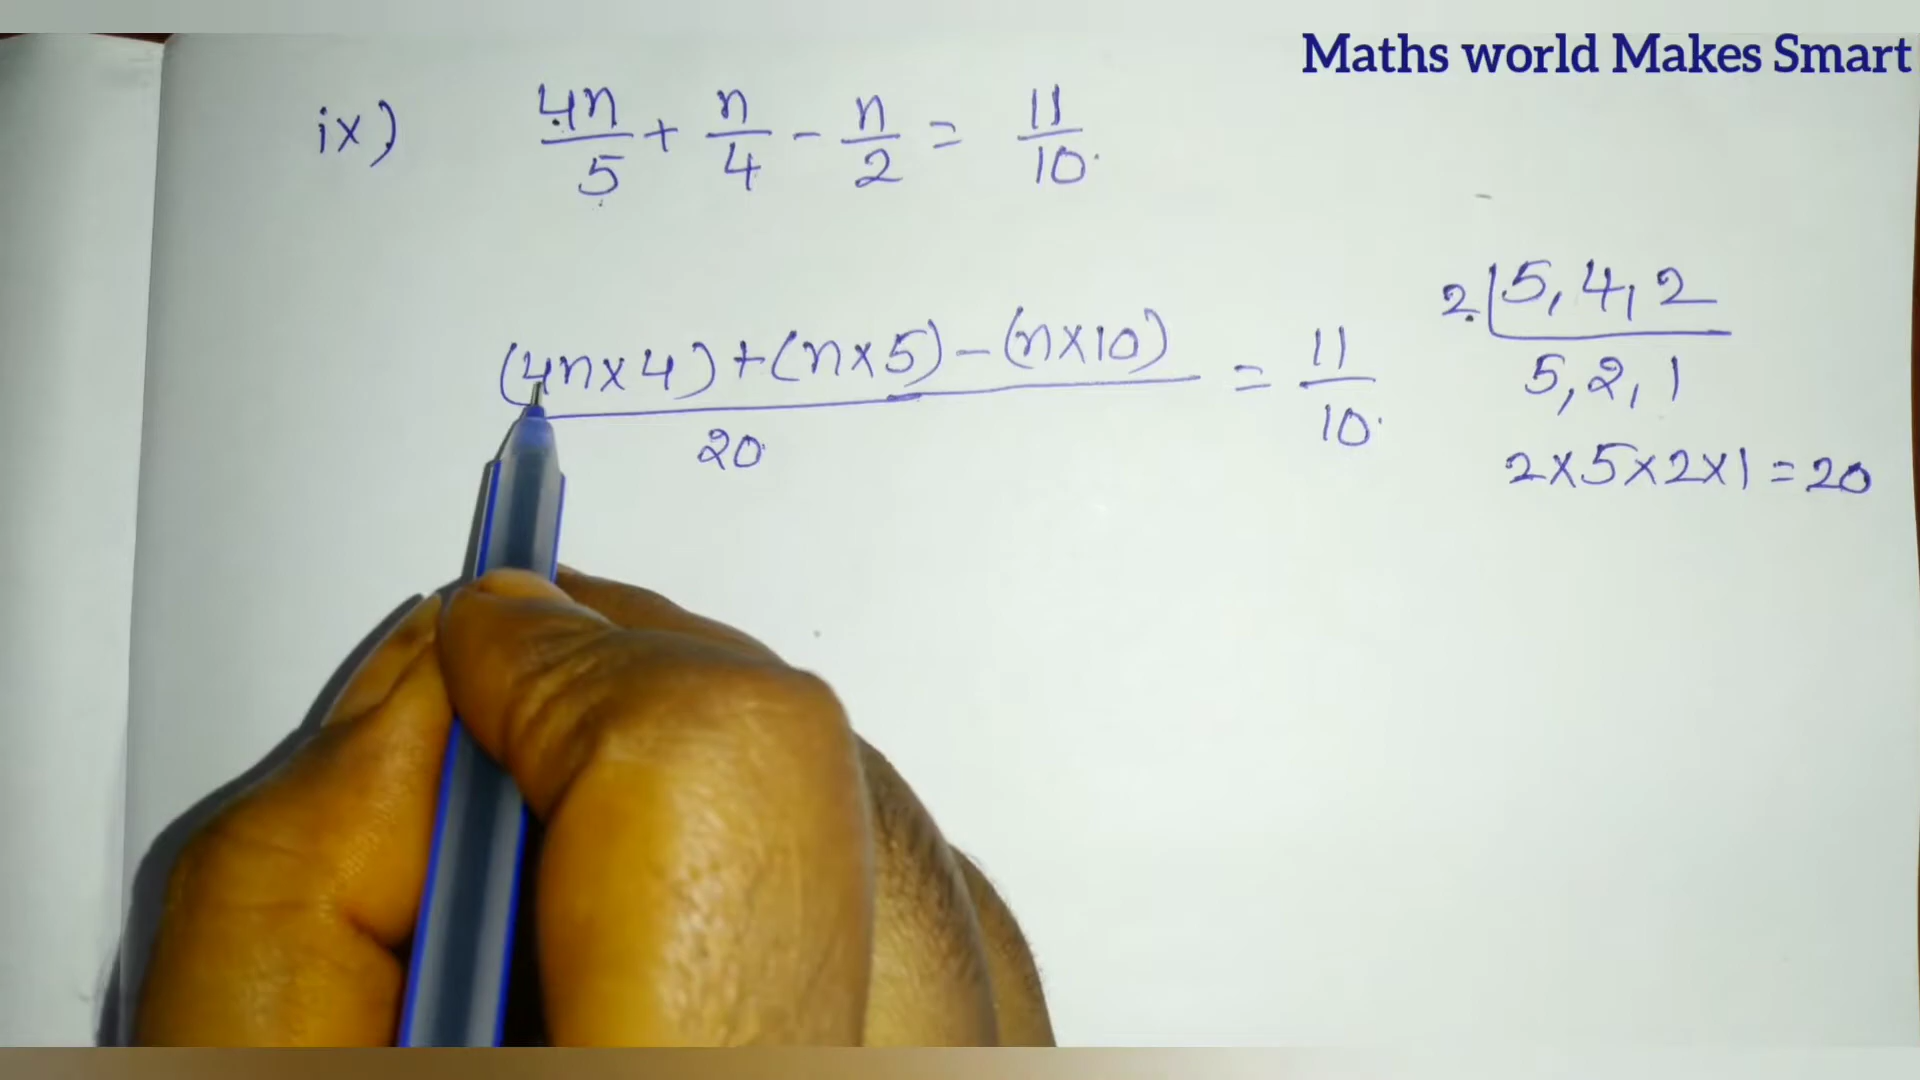 Maths world Makes Smart
ix) 4n/5 + n/4 - n/2 = 11/10.
(4n×4)+(n×5)-(n×10)/20 = 11/10.
2 | 5, 4, 2
5, 2, 1
2×5×2×1=20